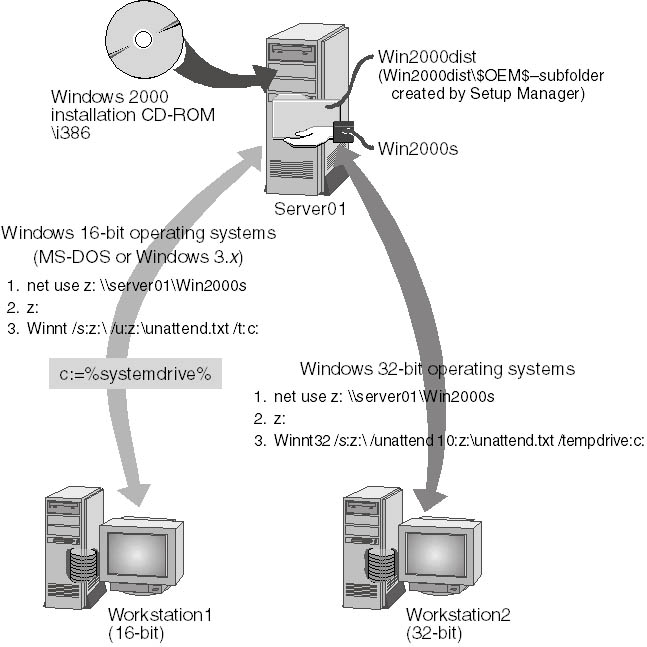 Windows 2000
installation CD-ROM
\i386
Win2000dist
(Win2000dist\$OEM$–subfolder
created by Setup Manager)
Win2000s
Server01
Windows 16-bit operating systems
(MS-DOS or Windows 3.x)
1. net use z: \\server01\Win2000s
2. z:
3. Winnt /s:z:\ /u:z:\unattend.txt /t:c:
c:=%systemdrive%
Windows 32-bit operating systems
1. net use z: \\server01\Win2000s
2. z:
3. Winnt32 /s:z:\ /unattend 10:z:\unattend.txt /tempdrive:c:
Workstation1
(16-bit)
Workstation2
(32-bit)